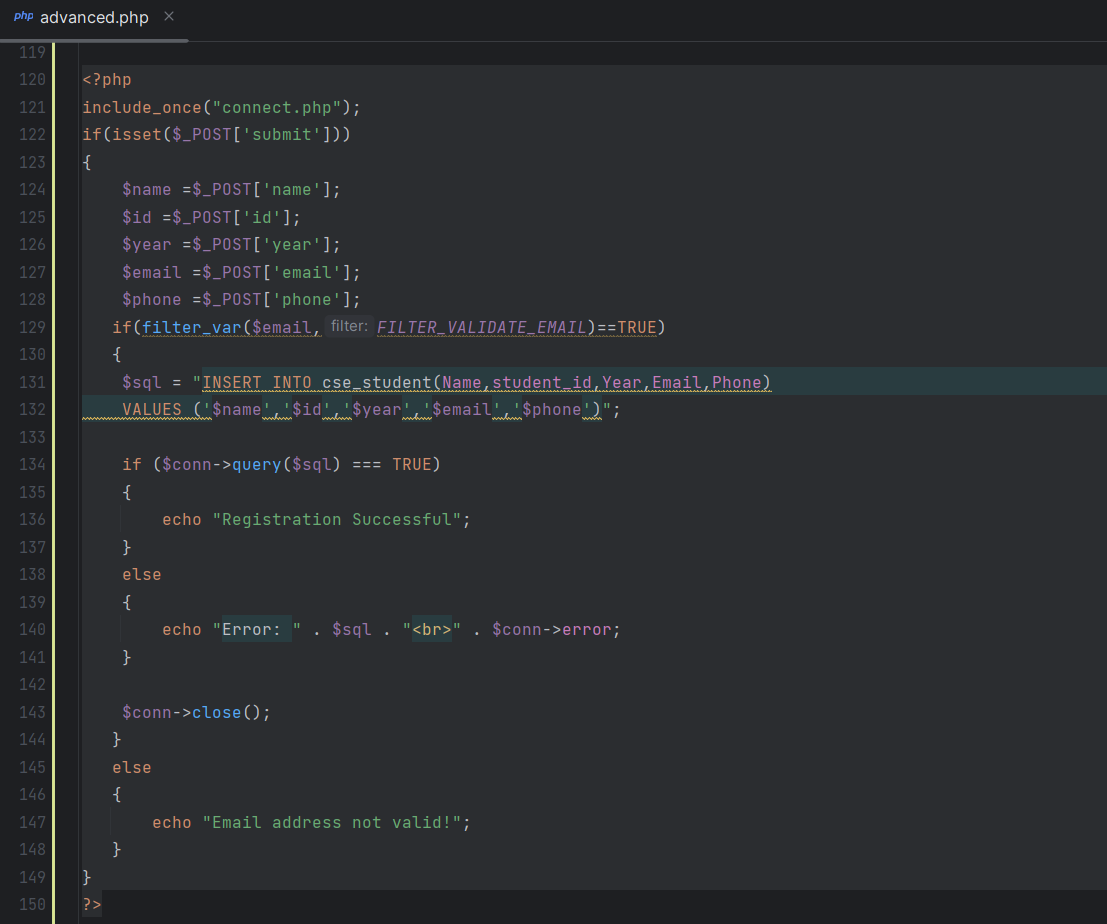 php advanced.php ×
119
120 <?php
121 include_once("connect.php");
122 if(isset($_POST['submit']))
123 {
124     $name =$_POST['name'];
125     $id =$_POST['id'];
126     $year =$_POST['year'];
127     $email =$_POST['email'];
128     $phone =$_POST['phone'];
129    if(filter_var($email, filter: FILTER_VALIDATE_EMAIL)==TRUE)
130    {
131     $sql = "INSERT INTO cse_student(Name,student_id,Year,Email,Phone)
132     VALUES ('$name','$id','$year','$email','$phone')";
133
134     if ($conn->query($sql) === TRUE)
135     {
136         echo "Registration Successful";
137     }
138     else
139     {
140         echo "Error: " . $sql . "<br>" . $conn->error;
141     }
142
143     $conn->close();
144    }
145    else
146    {
147        echo "Email address not valid!";
148    }
149 }
150 ?>